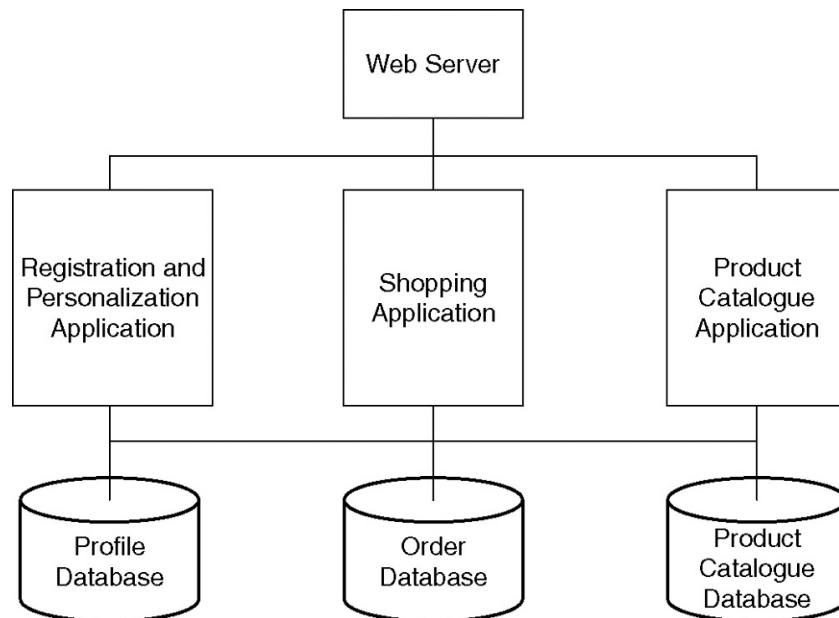 Web Server
Registration and
Personalization
Application
Shopping
Application
Product
Catalogue
Application
Profile
Database
Order
Database
Product
Catalogue
Database